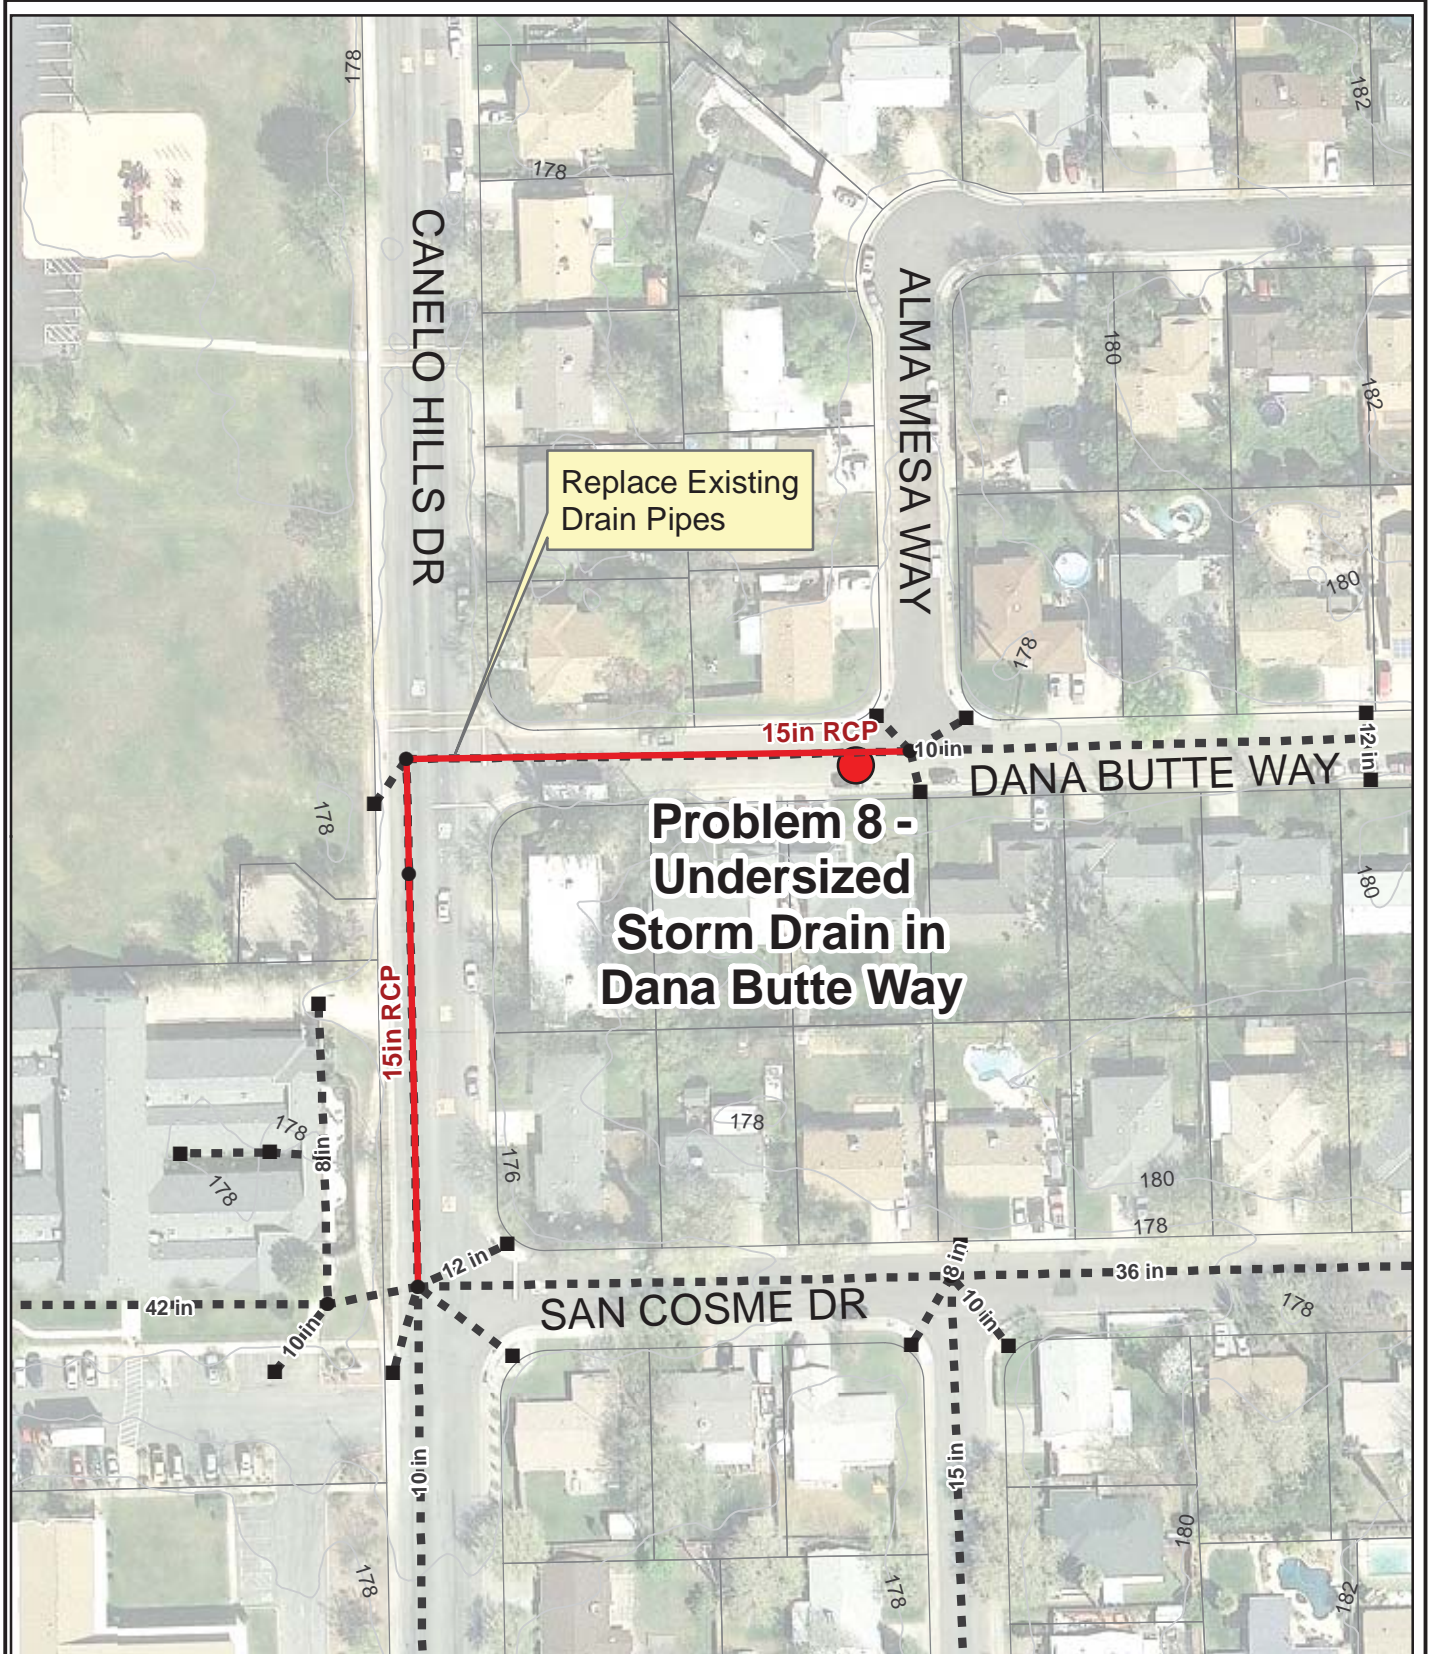 178
182
178
CANELO HILLS DR
ALMA MESA WAY
180
182
Replace Existing
Drain Pipes
180
178
15in RCP
10 in
12 in
DANA BUTTE WAY
178
Problem 8 -
Undersized
Storm Drain in
Dana Butte Way
180
15in RCP
178
178
8 in
178
176
180
178
12 in
8 in
36 in
42 in
10 in
SAN COSME DR
10 in
178
10 in
15 in
180
178
178
182